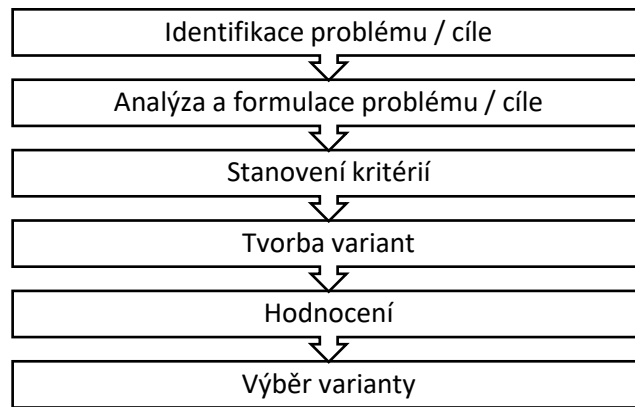 Identifikace problému / cíle
Analýza a formulace problému / cíle
Stanovení kritérií
Tvorba variant
Hodnocení
Výběr varianty